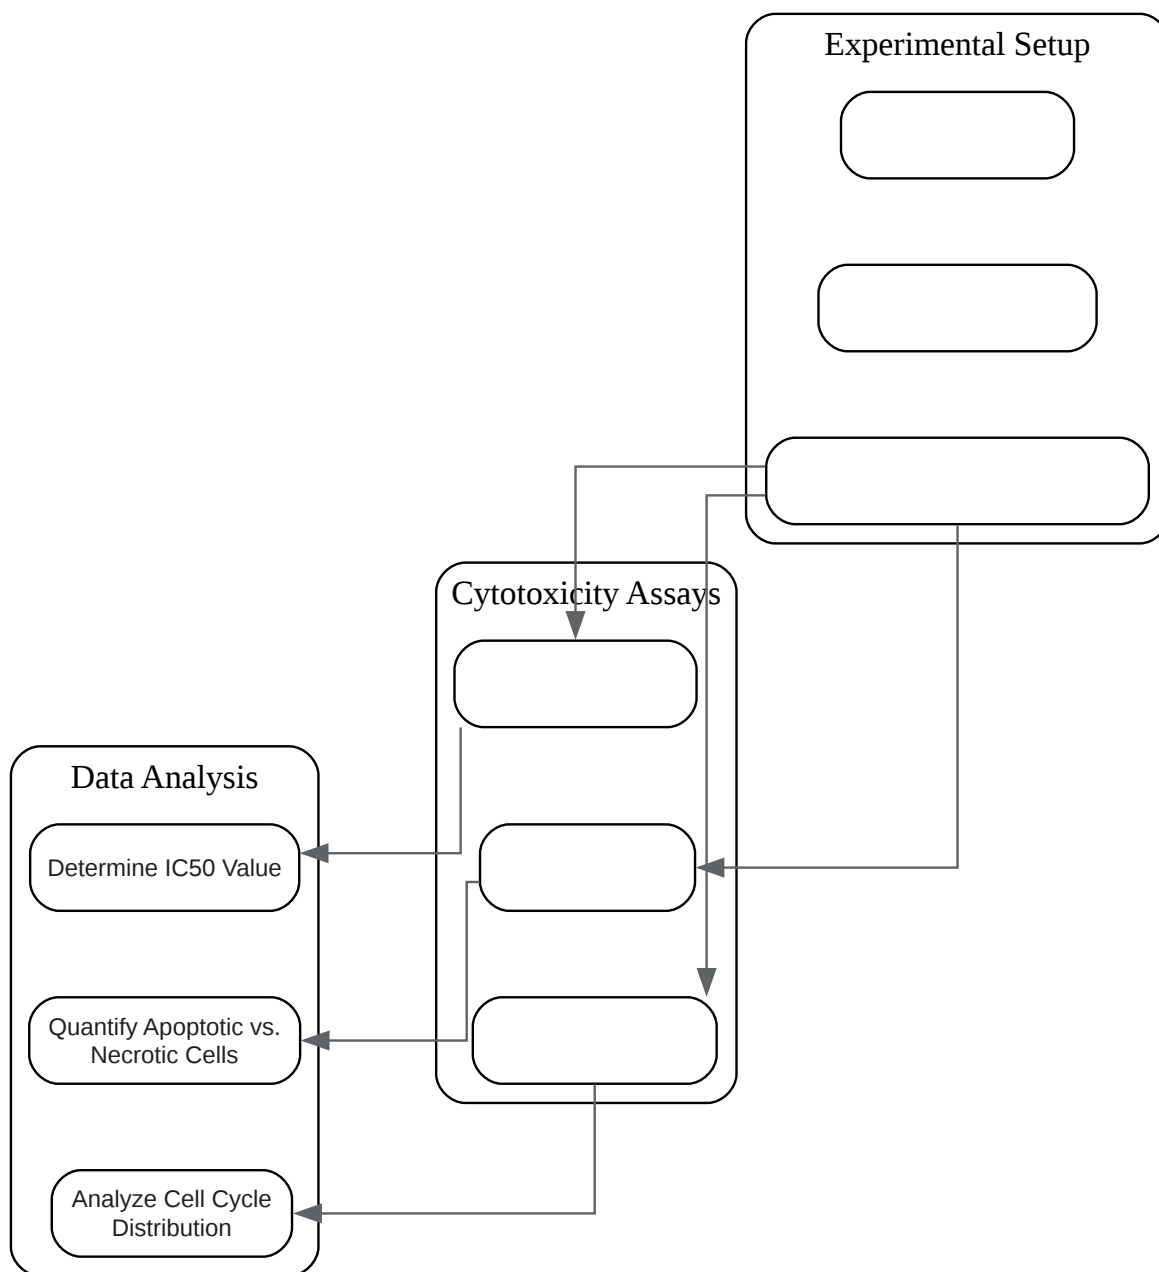 Experimental Setup
Cytotoxicity Assays
Data Analysis
Determine IC50 Value
Quantify Apoptotic vs.
Necrotic Cells
Analyze Cell Cycle
Distribution